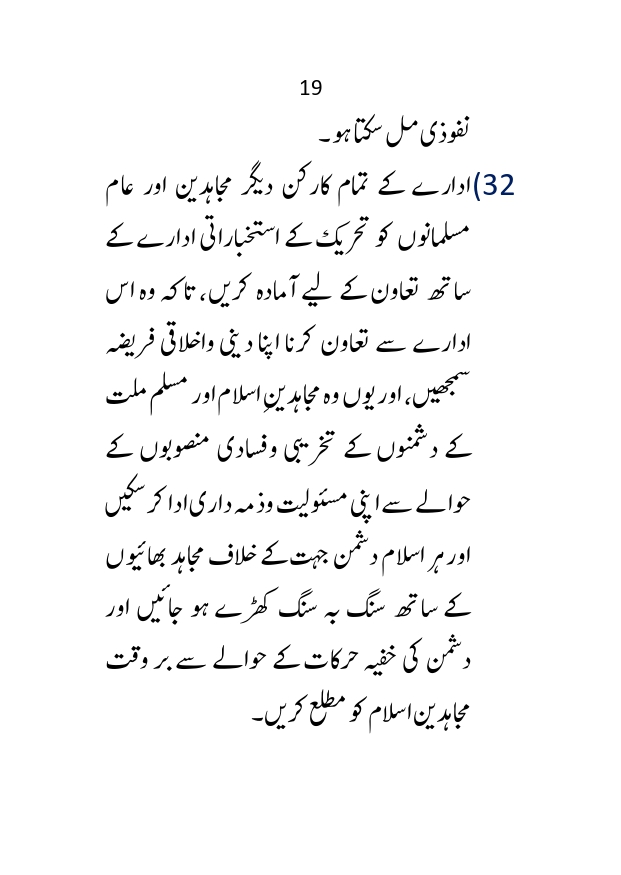 19
نفوذی مل سکتا ہو۔
32) ادارے کے تمام کارکن دیگر مجاہدین اور عام
مسلمانوں کو تحریک کے استخباراتی ادارے کے
ساتھ تعاون کے لیے آمادہ کریں، تاکہ وہ اس
ادارے سے تعاون کرنا اپنا دینی واخلاقی فریضہ
سمجھیں، اور یوں وہ مجاہدینِ اسلام اور مسلم ملت
کے دشمنوں کے تخریبی وفسادی منصوبوں کے
حوالے سے اپنی مسئولیت وذمہ داری ادا کر سکیں
اور ہر اسلام دشمن جہت کے خلاف مجاہد بھائیوں
کے ساتھ سنگ بہ سنگ کھڑے ہو جائیں اور
دشمن کی خفیہ حرکات کے حوالے سے بر وقت
مجاہدین اسلام کو مطلع کریں۔